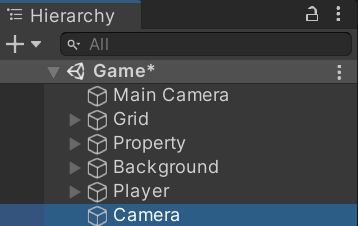 Hierarchy
All
Game*
Main Camera
Grid
Property
Background
Player
Camera